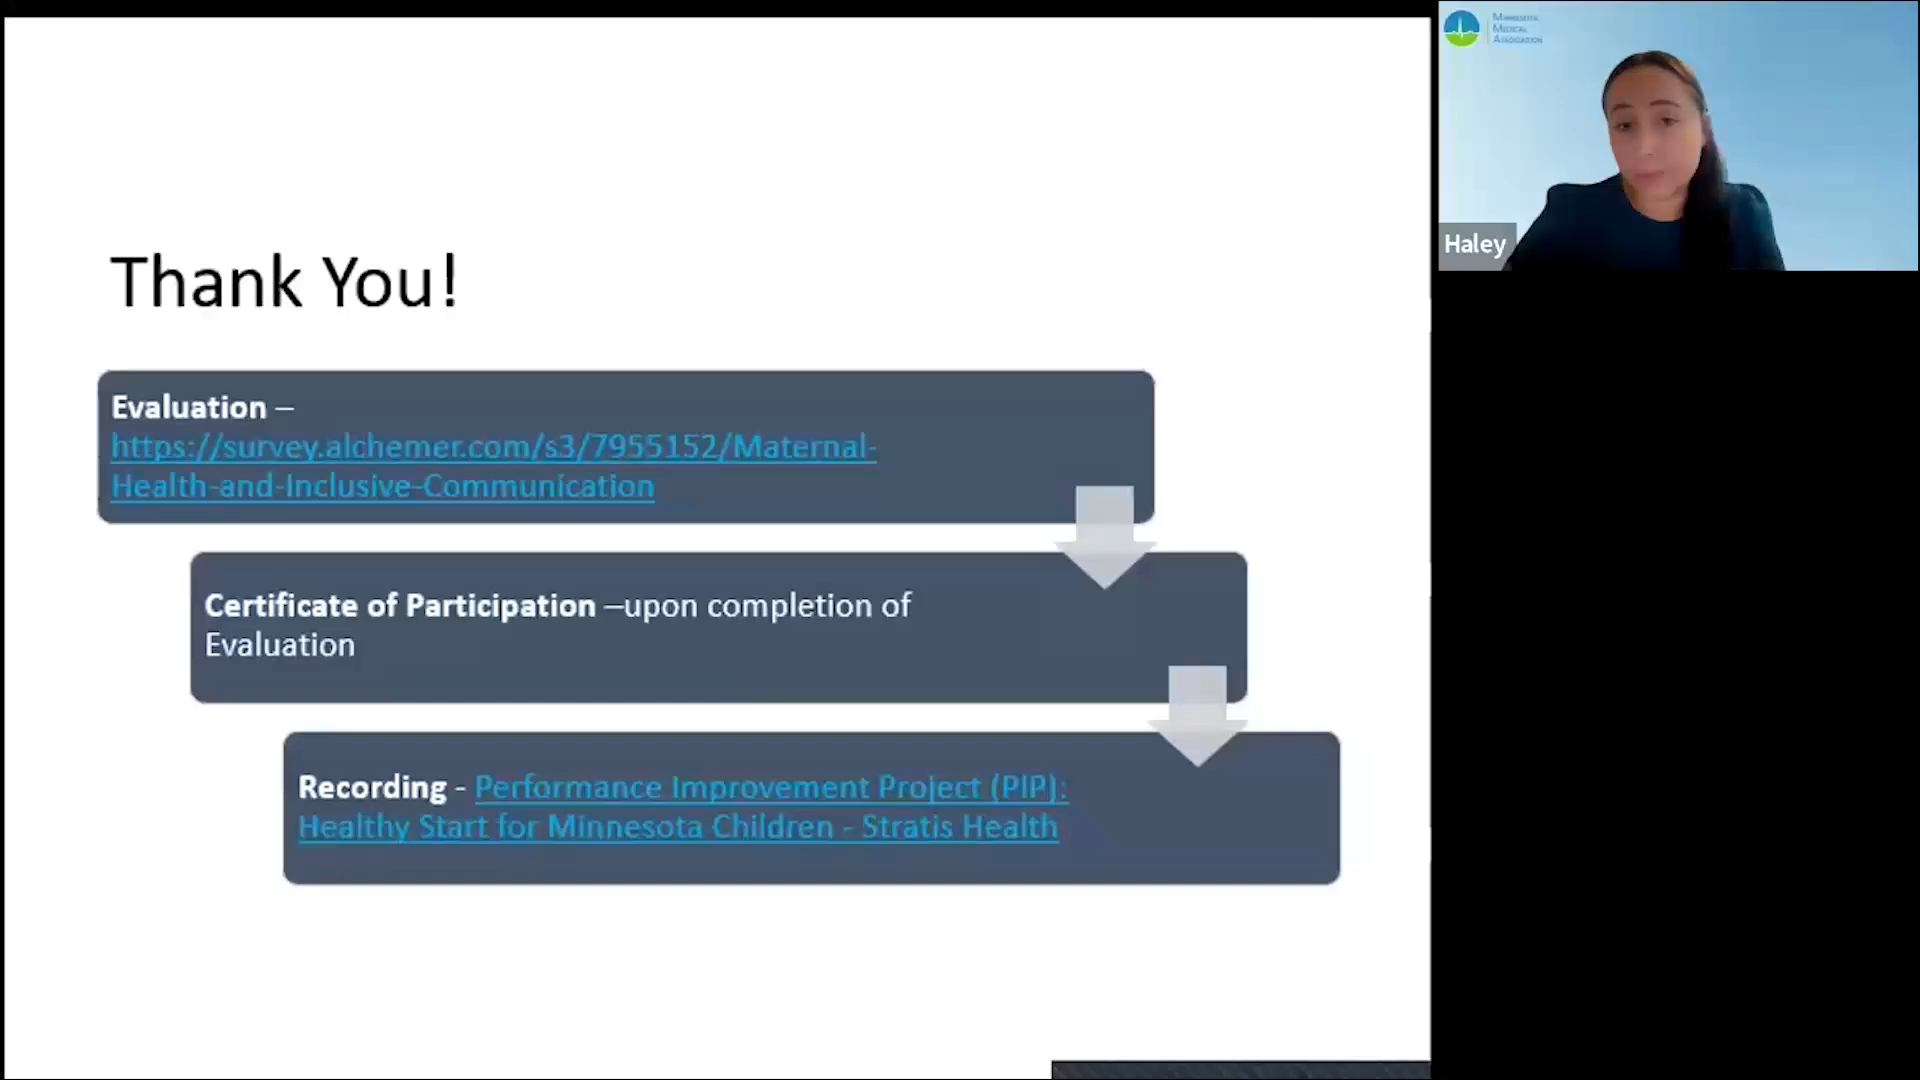 Thank You!
Evaluation –
https://survey.alchemer.com/s3/7955152/Maternal-
Health-and-Inclusive-Communication
Certificate of Participation –upon completion of
Evaluation
Recording - Performance Improvement Project (PIP):
Healthy Start for Minnesota Children - Stratis Health
MINNESOTA
MEDICAL
ASSOCIATION
Haley